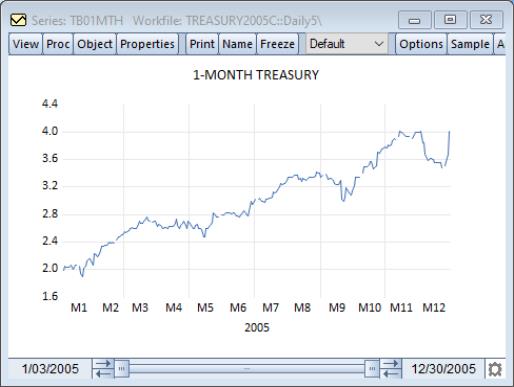 Series: TB01MTH Workfile: TREASURY2005C::Daily5\
View Proc Object Properties Print Name Freeze Default Options Sample A
1-MONTH TREASURY
4.4
4.0
3.6
3.2
2.8
2.4
2.0
1.6
M1 M2 M3 M4 M5 M6 M7 M8 M9 M10 M11 M12
2005
1/03/2005 12/30/2005